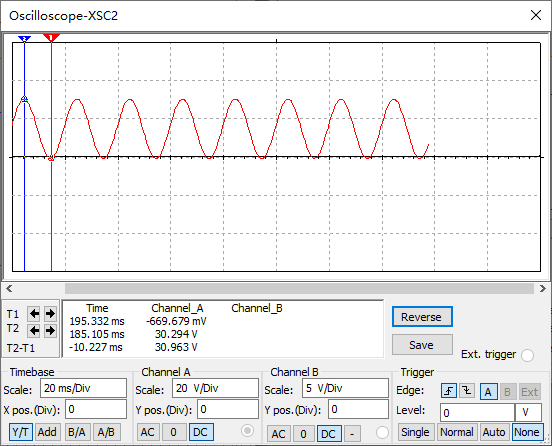 Oscilloscope-XSC2
2 1
T1
T2
T2-T1
Time Channel_A Channel_B
195.332 ms -669.679 mV
185.105 ms 30.294 V
-10.227 ms 30.963 V
Reverse
Save
Ext. trigger
Timebase
Scale: 20 ms/Div
X pos.(Div): 0
Y/T Add B/A A/B
Channel A
Scale: 20 V/Div
Y pos.(Div): 0
AC 0 DC
Channel B
Scale: 5 V/Div
Y pos.(Div): 0
AC 0 DC -
Trigger
Edge: A B Ext
Level: 0 V
Single Normal Auto None